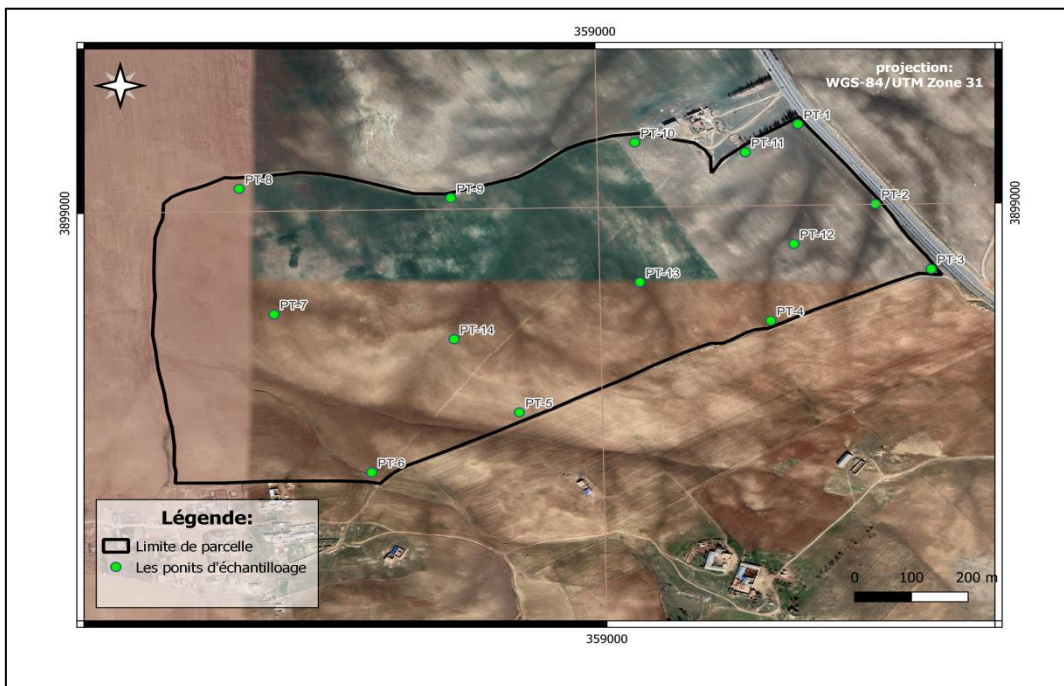 359000
projection:
WGS-84/UTM Zone 31
PT-1
PT-10
PT-11
PT-8
PT-9
PT-2
3899000
3899000
PT-12
PT-3
PT-13
PT-7
PT-4
PT-14
PT-5
PT-6
Légende:
Limite de parcelle
Les ponits d'échantilloage
0 100 200 m
359000